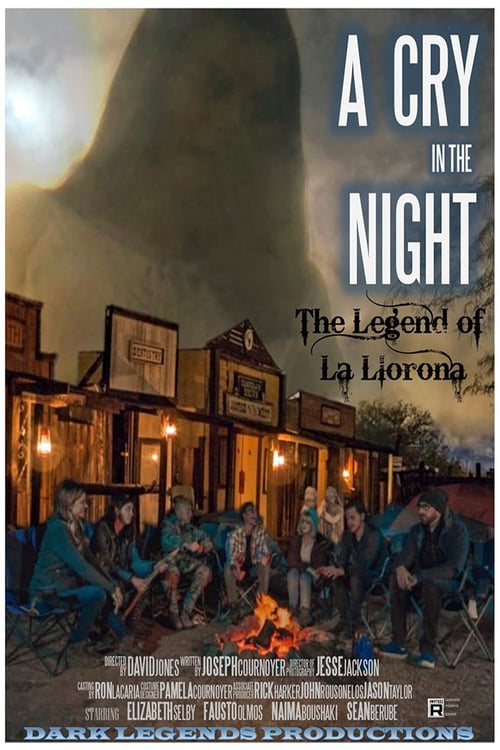 A CRY
IN THE
NIGHT
The Legend of
La Llorona
DENTISTRY
DIRECTED BY DAVID JONES WRITTEN BY JOSEPH COURNOYER DIRECTOR OF PHOTOGRAPHY JESSE JACKSON
CASTING BY RON LACARIA COSTUME DESIGNER PAMELA COURNOYER ASSOCIATE PRODUCERS RICK HARKER JOHN ROUSONELOS JASON TAYLOR
STARRING ELIZABETH SELBY FAUSTO OLMOS NAIMA BOUSHAKI SEAN BERUBE
R
DARK LEGENDS PRODUCTIONS